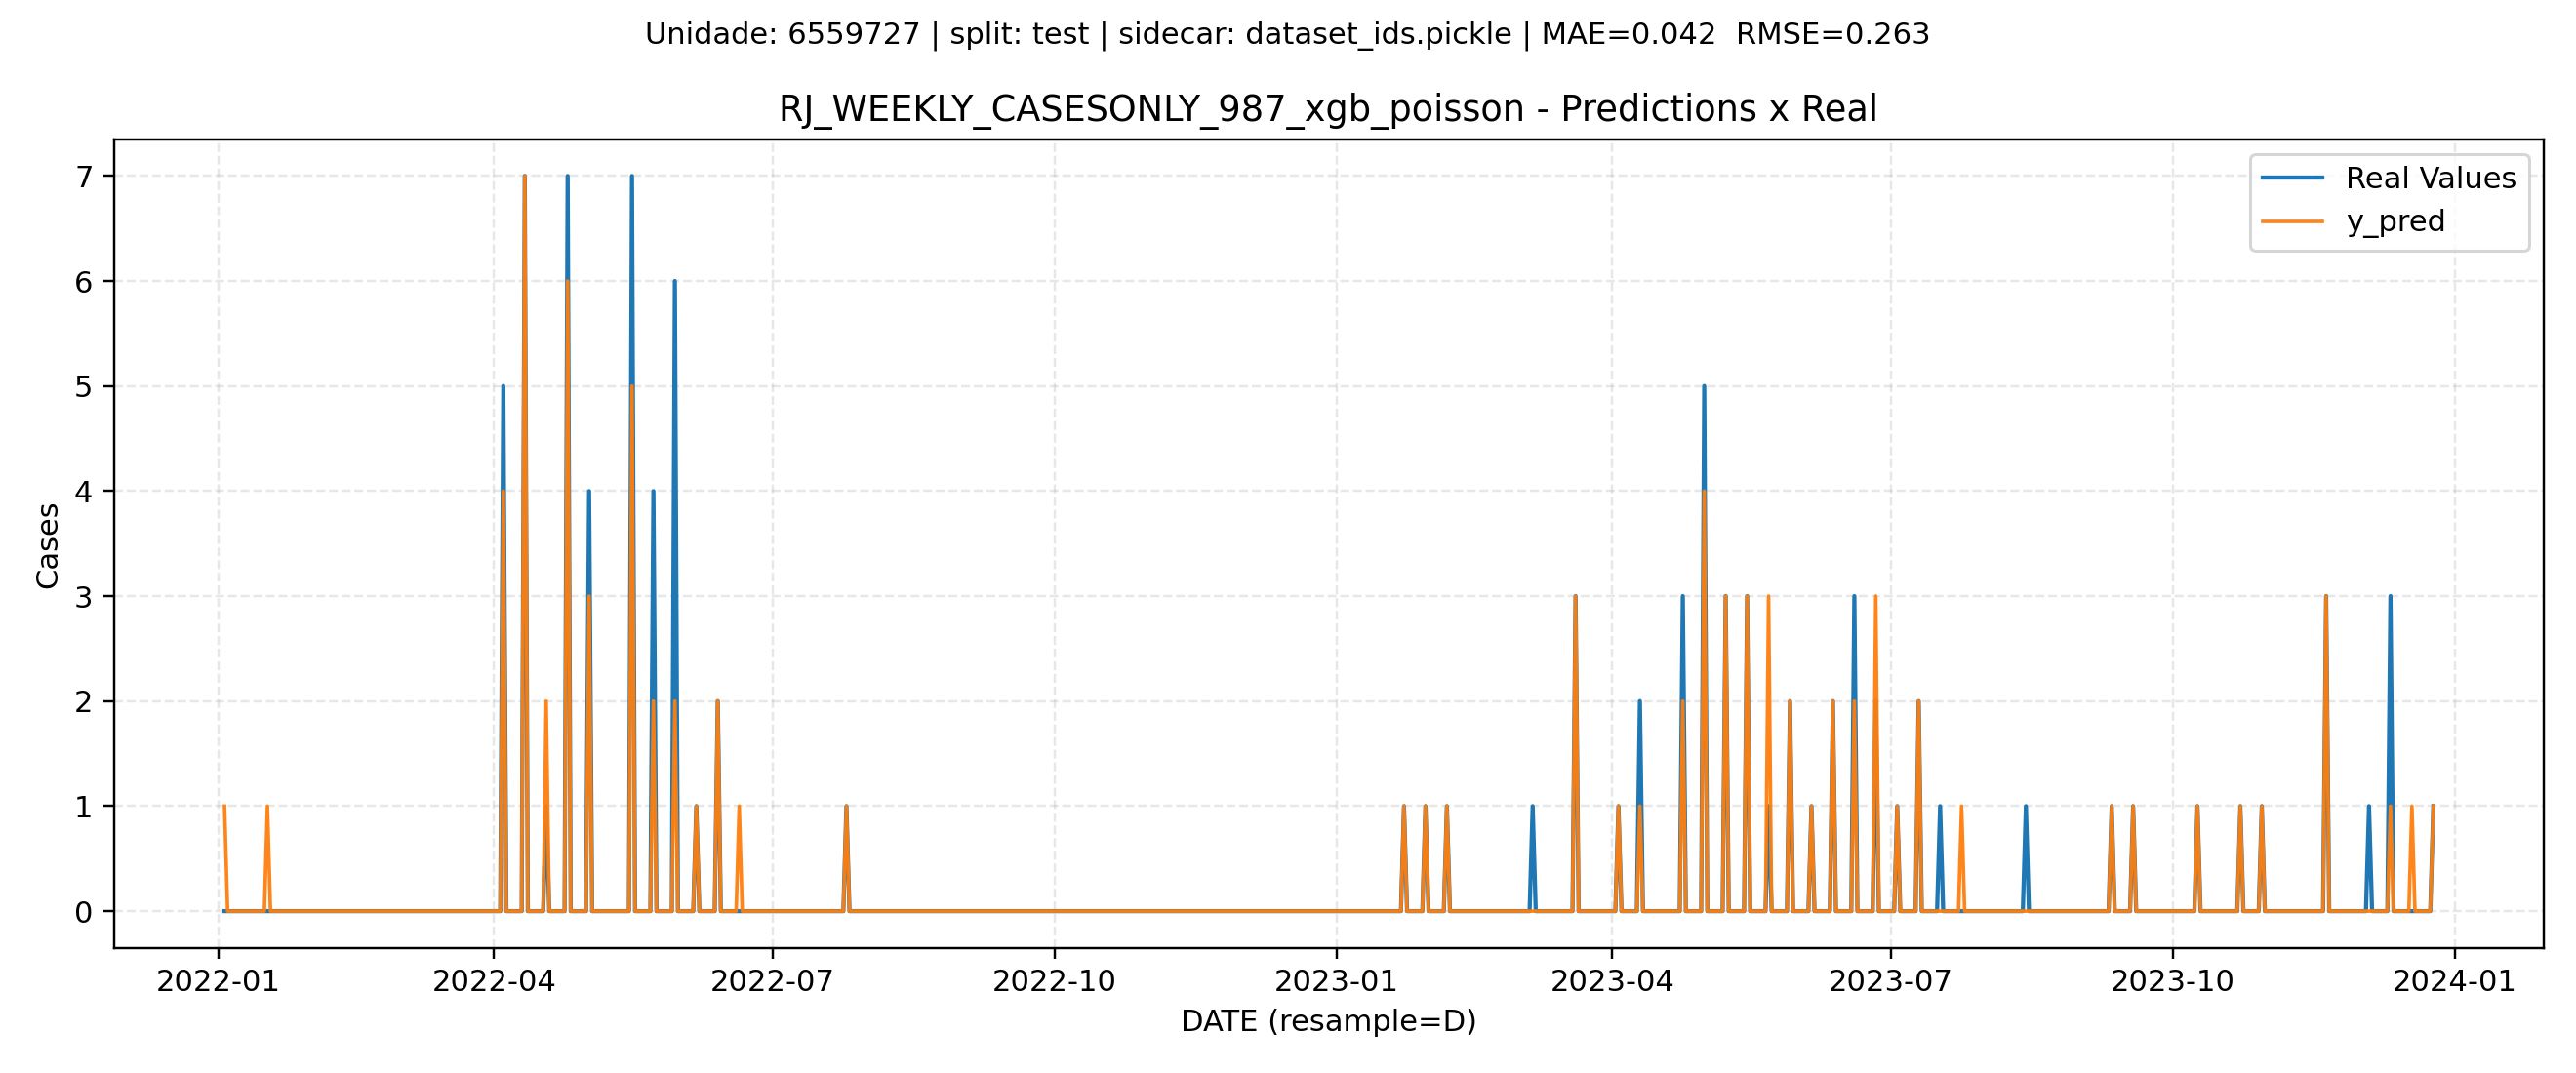 Unidade: 6559727 | split: test | sidecar: dataset_ids.pickle | MAE=0.042  RMSE=0.263
RJ_WEEKLY_CASESONLY_987_xgb_poisson - Predictions x Real
Real Values
y_pred
Cases
7
6
5
4
3
2
1
0
2022-01
2022-04
2022-07
2022-10
2023-01
2023-04
2023-07
2023-10
2024-01
DATE (resample=D)